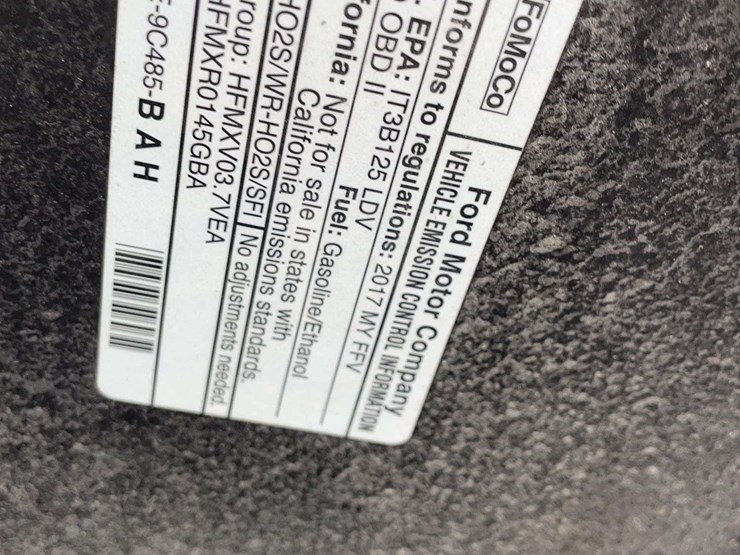 FoMoCo
Ford Motor Company
VEHICLE EMISSION CONTROL INFORMATION
nforms to regulations: 2017 MY FFV
EPA: IT3B125 LDV
OBD II Fuel: Gasoline/Ethanol
ornia: Not for sale in states with
California emissions standards.
HO2S/WR-HO2S/SFI No adjustments needed.
roup: HFMXV03.7VEA
HFMXR0145GBA
-9C485-B A H